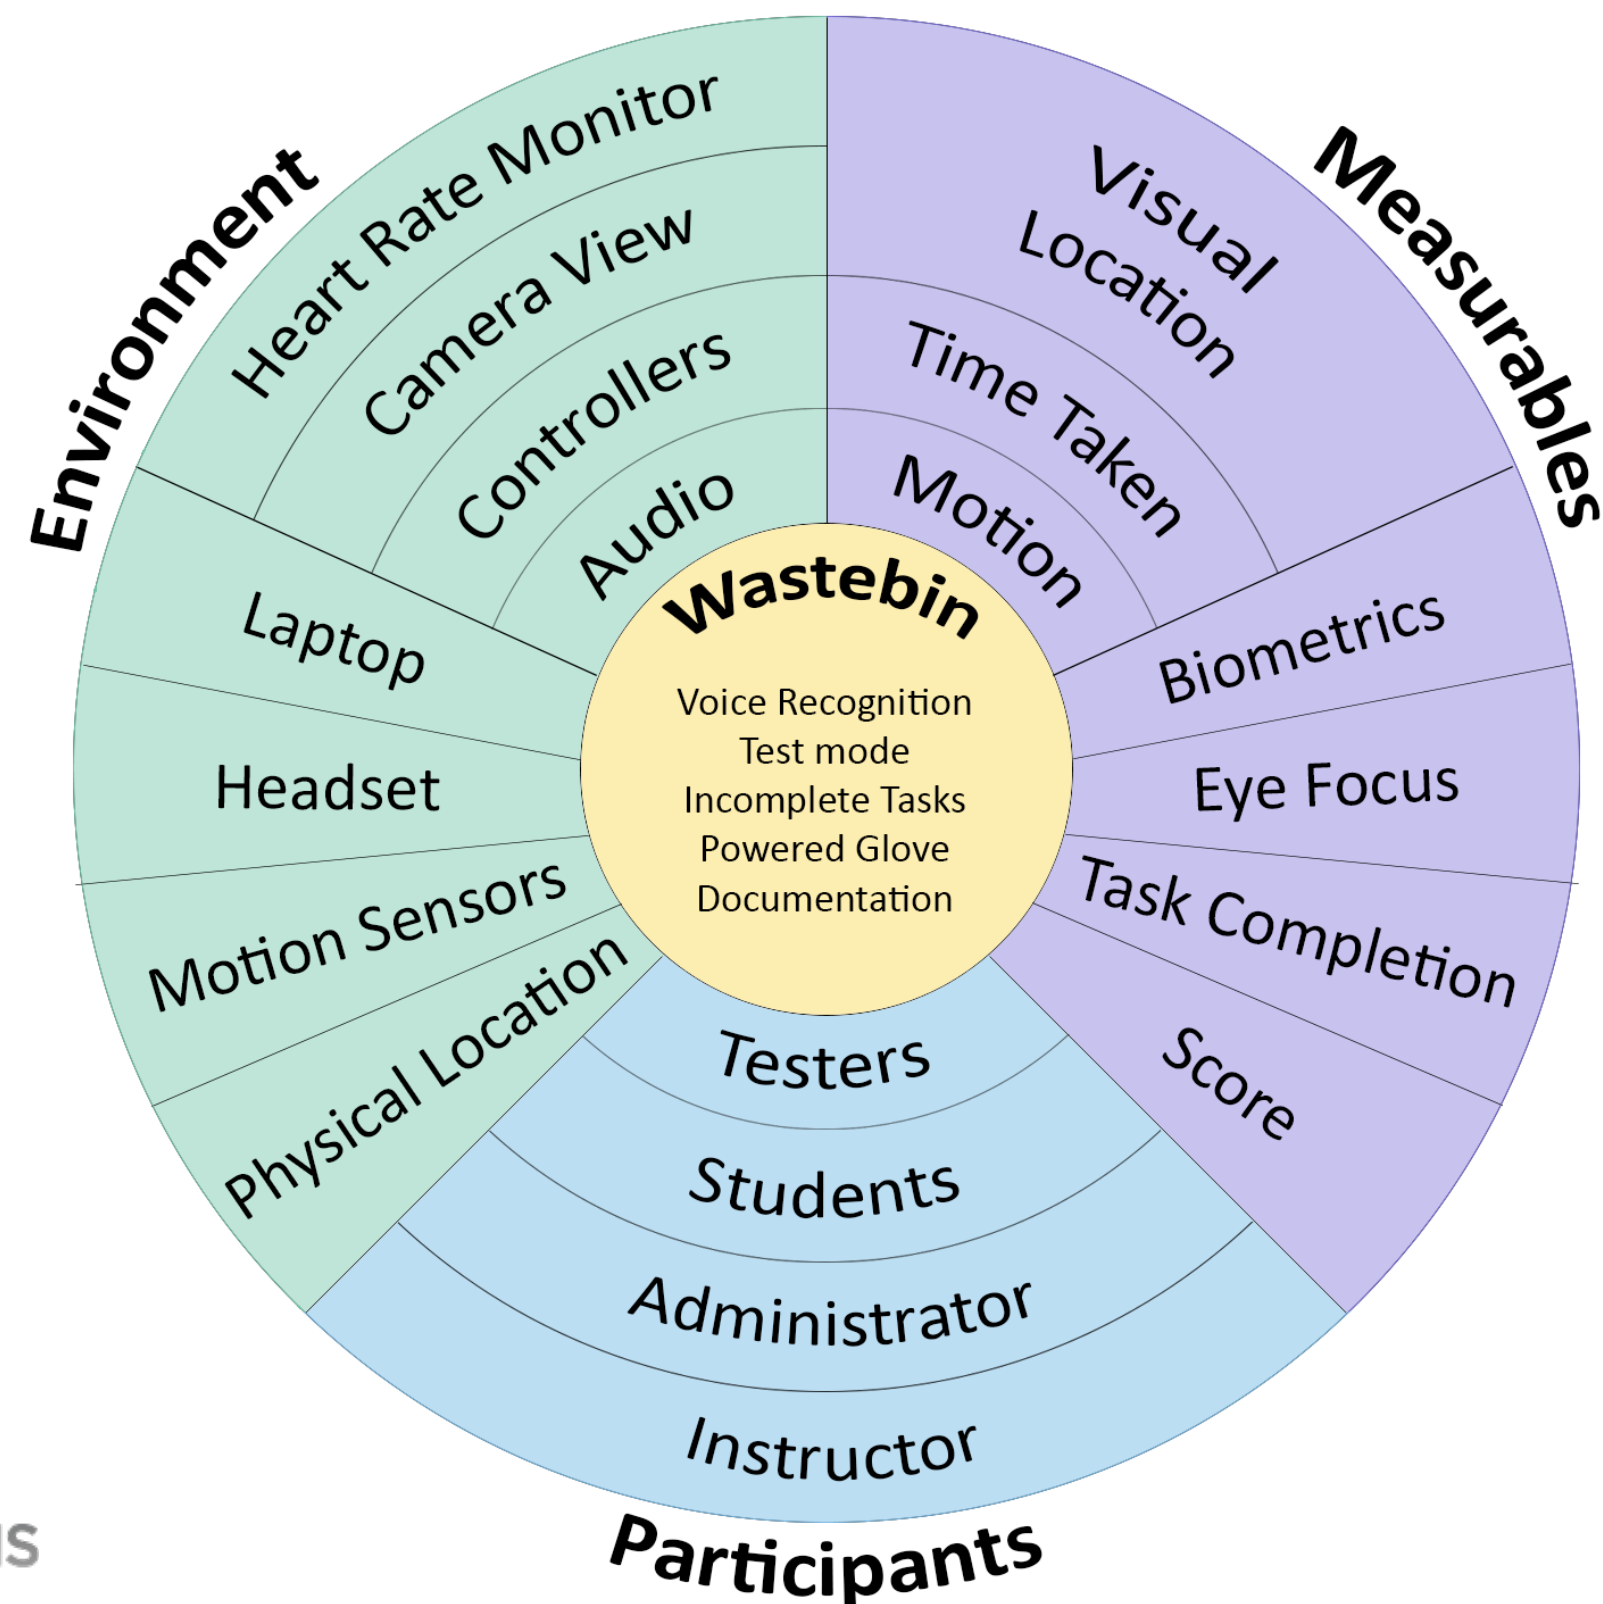 Environment
Heart Rate Monitor
Camera View
Controllers
Audio
Laptop
Headset
Motion Sensors
Physical Location
Measurables
Visual
Location
Time Taken
Motion
Biometrics
Eye Focus
Task Completion
Score
Wastebin
Voice Recognition
Test mode
Incomplete Tasks
Powered Glove
Documentation
Testers
Students
Administrator
Instructor
Participants